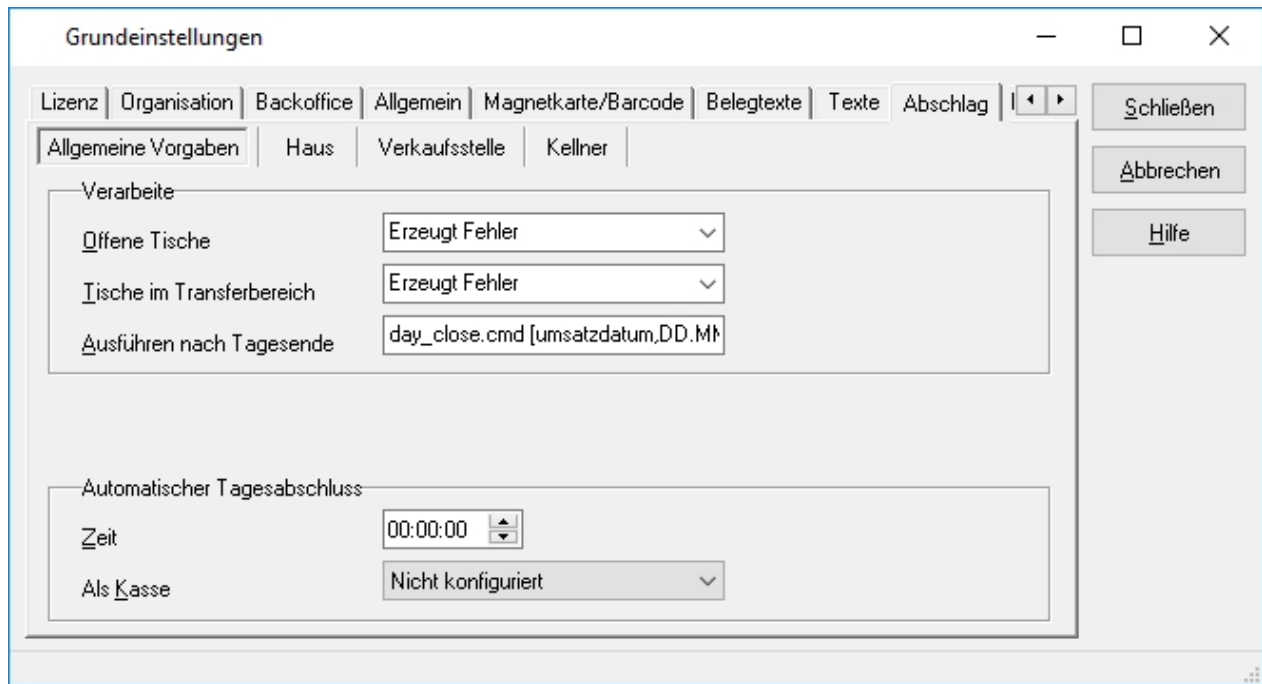 Grundeinstellungen
Lizenz Organisation Backoffice Allgemein Magnetkarte/Barcode Belegtexte Texte Abschlag
Schließen
Allgemeine Vorgaben Haus Verkaufsstelle Kellner
Abbrechen
Verarbeite
Hilfe
Offene Tische Erzeugt Fehler
Tische im Transferbereich Erzeugt Fehler
Ausführen nach Tagesende day_close.cmd [umsatzdatum,DD.MM
Automatischer Tagesabschluss
Zeit 00:00:00
Als Kasse Nicht konfiguriert